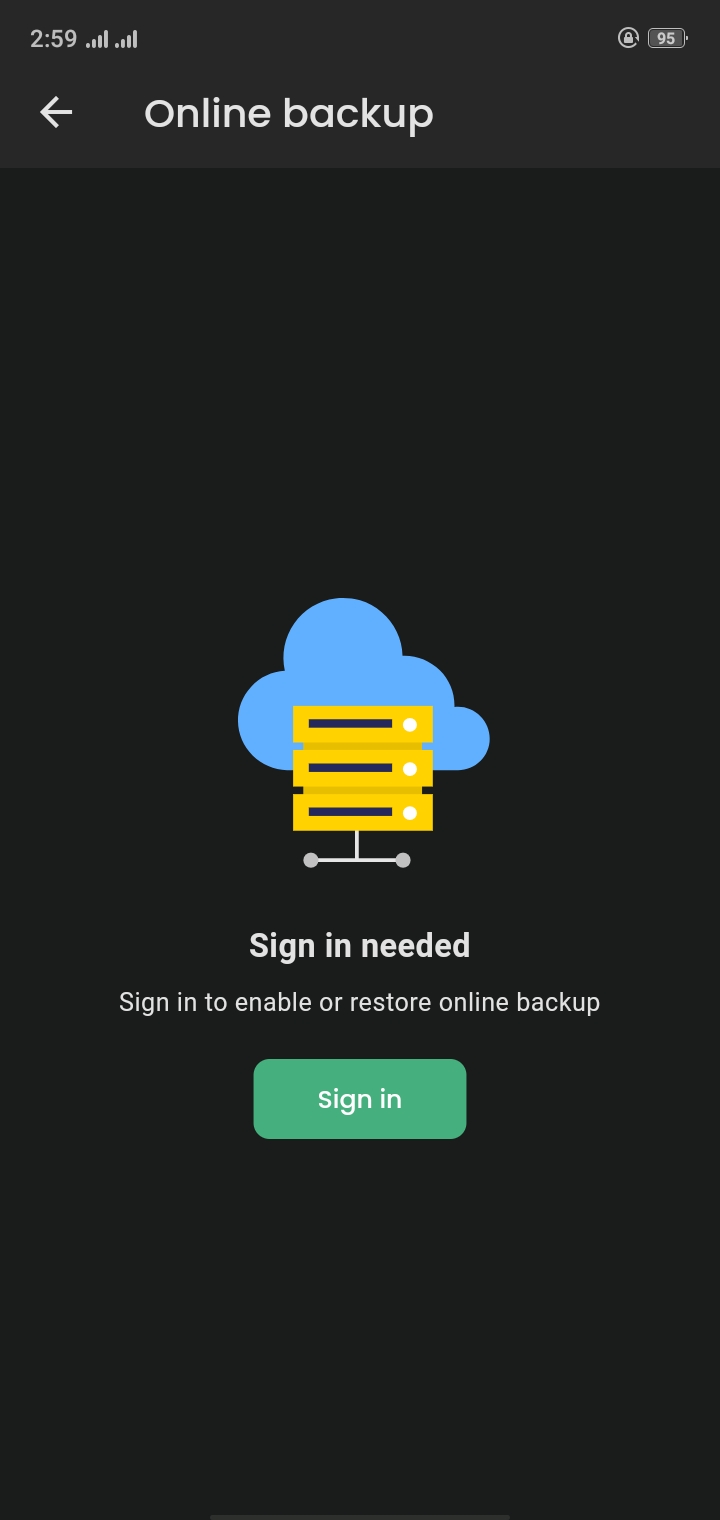 2:59
95
Online backup
Sign in needed
Sign in to enable or restore online backup
Sign in